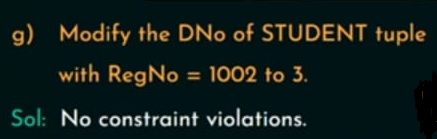 g) Modify the DNo of STUDENT tuple
with RegNo = 1002 to 3.
Sol: No constraint violations.